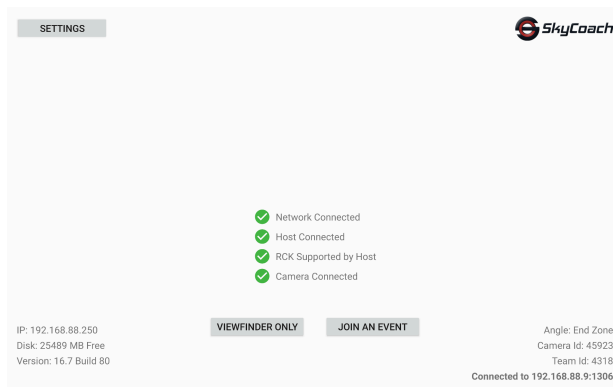 SETTINGS
SkyCoach
Network Connected
Host Connected
RCK Supported by Host
Camera Connected
VIEWFINDER ONLY
JOIN AN EVENT
IP: 192.168.88.250
Disk: 25489 MB Free
Version: 16.7 Build 80
Angle: End Zone
Camera Id: 45923
Team Id: 4318
Connected to 192.168.88.9:1306